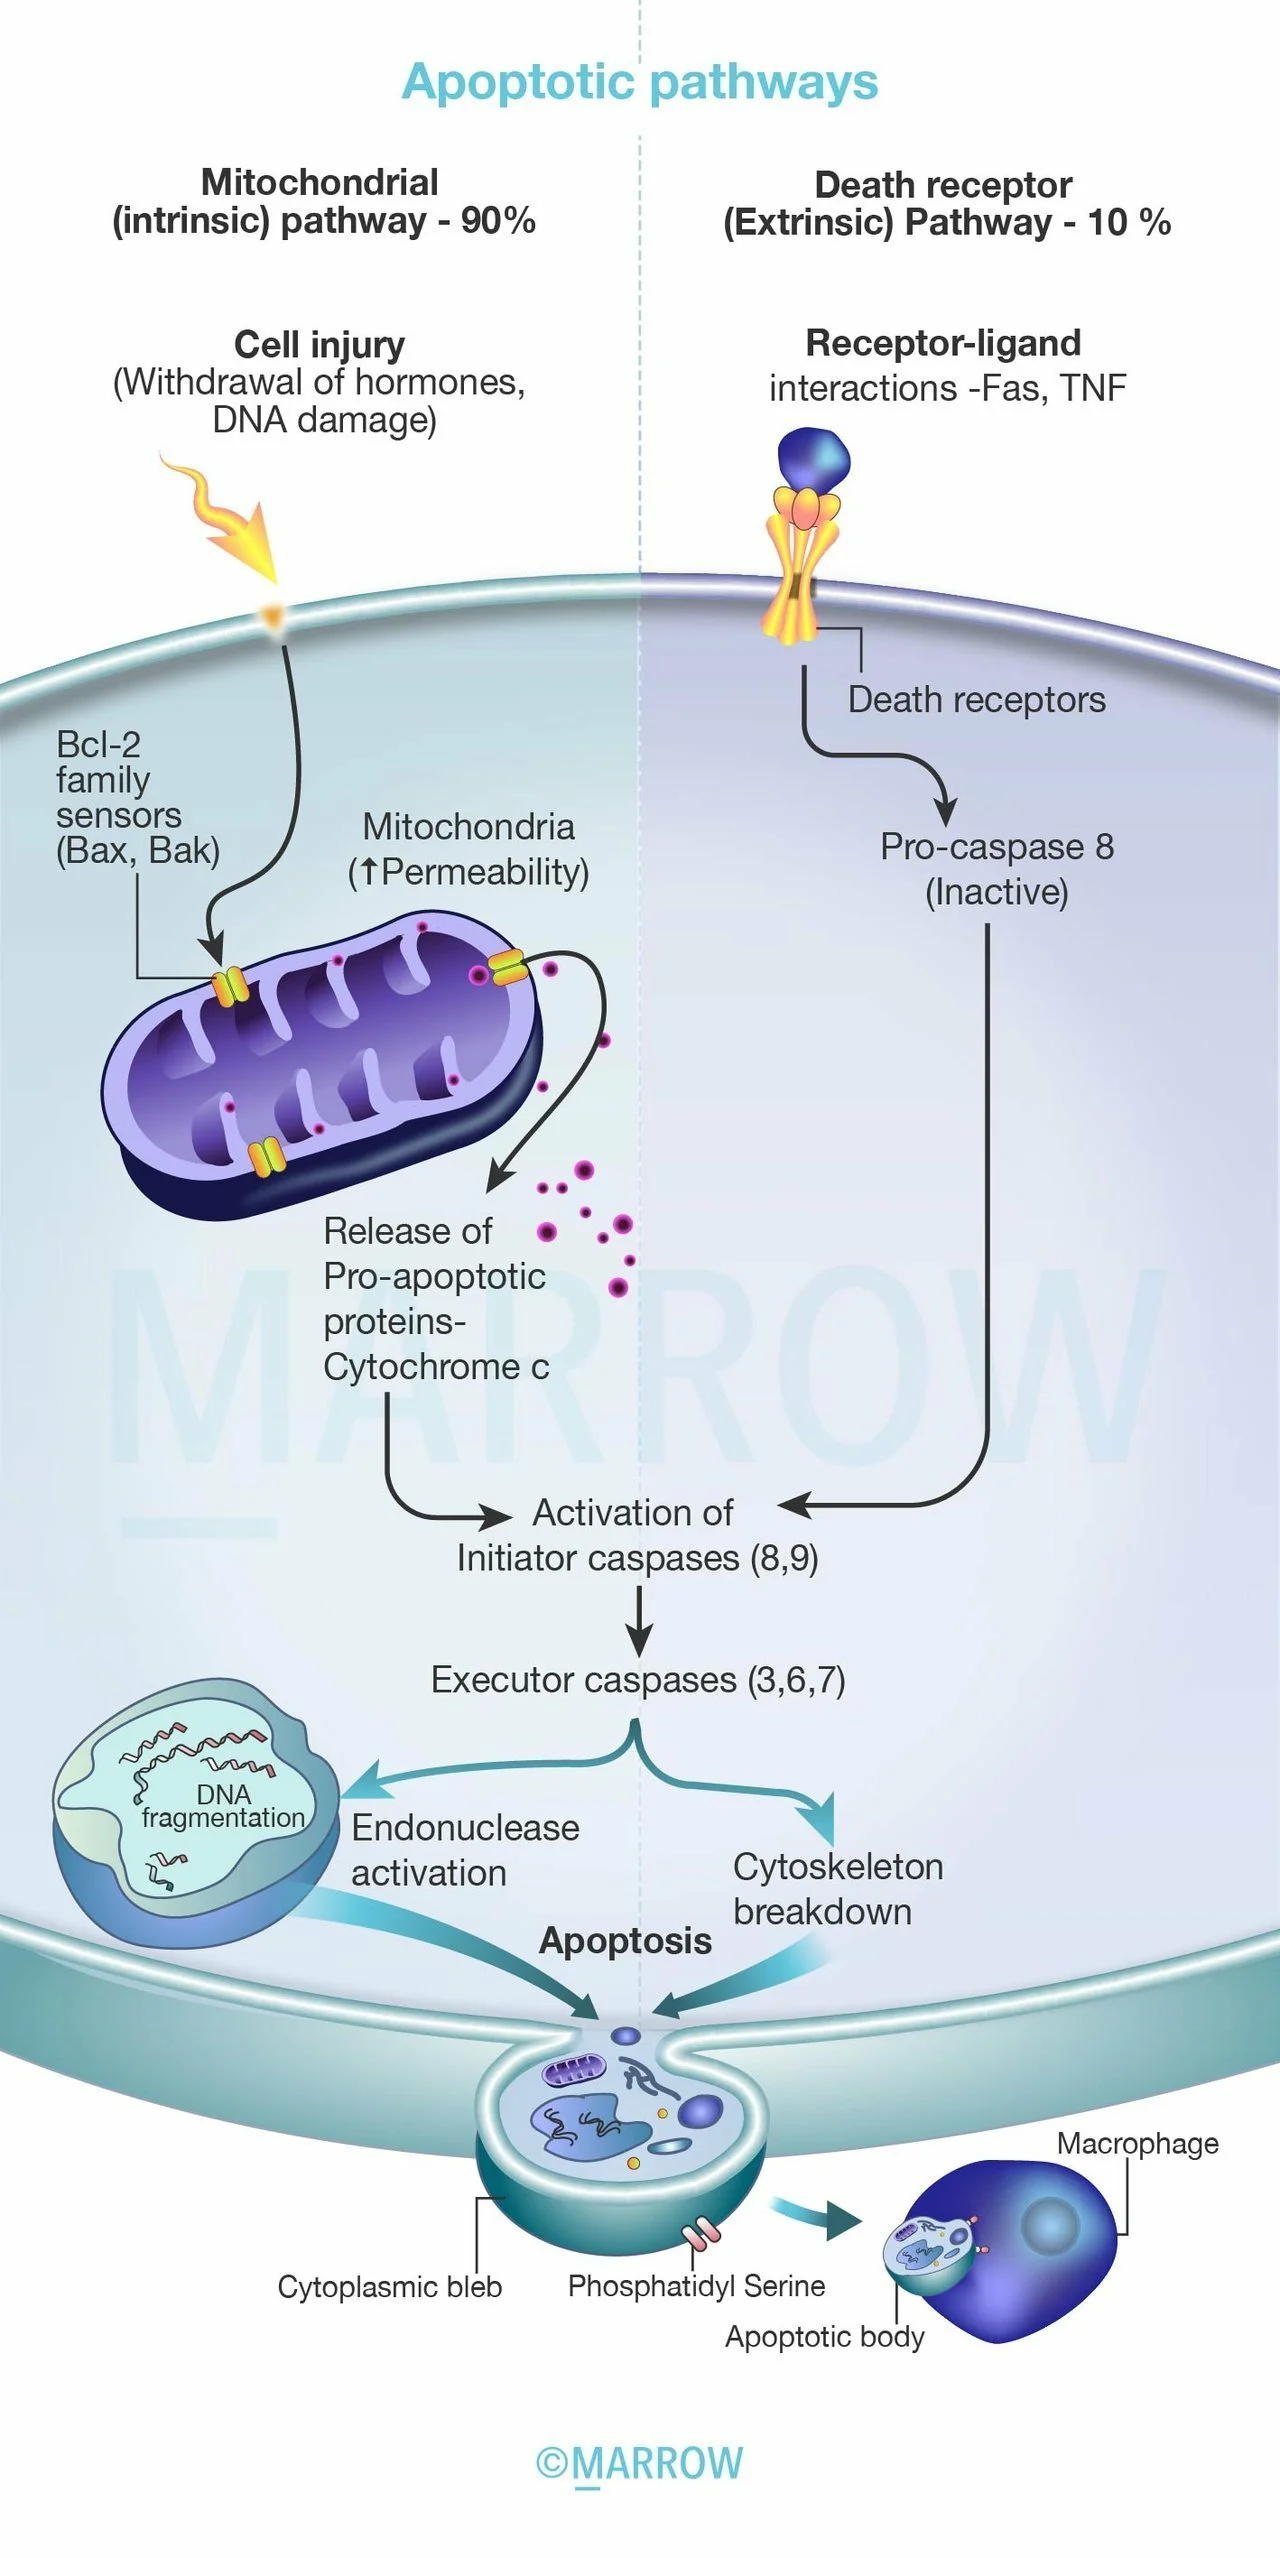 Apoptotic pathways
Mitochondrial
(intrinsic) pathway - 90%
Death receptor
(Extrinsic) Pathway - 10 %
Cell injury
(Withdrawal of hormones,
DNA damage)
Receptor-ligand
interactions -Fas, TNF
Death receptors
Bcl-2
family
sensors
(Bax, Bak)
Mitochondria
(↑Permeability)
Pro-caspase 8
(Inactive)
Release of
Pro-apoptotic
proteins-
Cytochrome c
MARROW
Activation of
Initiator caspases (8,9)
Executor caspases (3,6,7)
DNA
fragmentation
Endonuclease
activation
Cytoskeleton
breakdown
Apoptosis
Macrophage
Cytoplasmic bleb
Phosphatidyl Serine
Apoptotic body
©MARROW